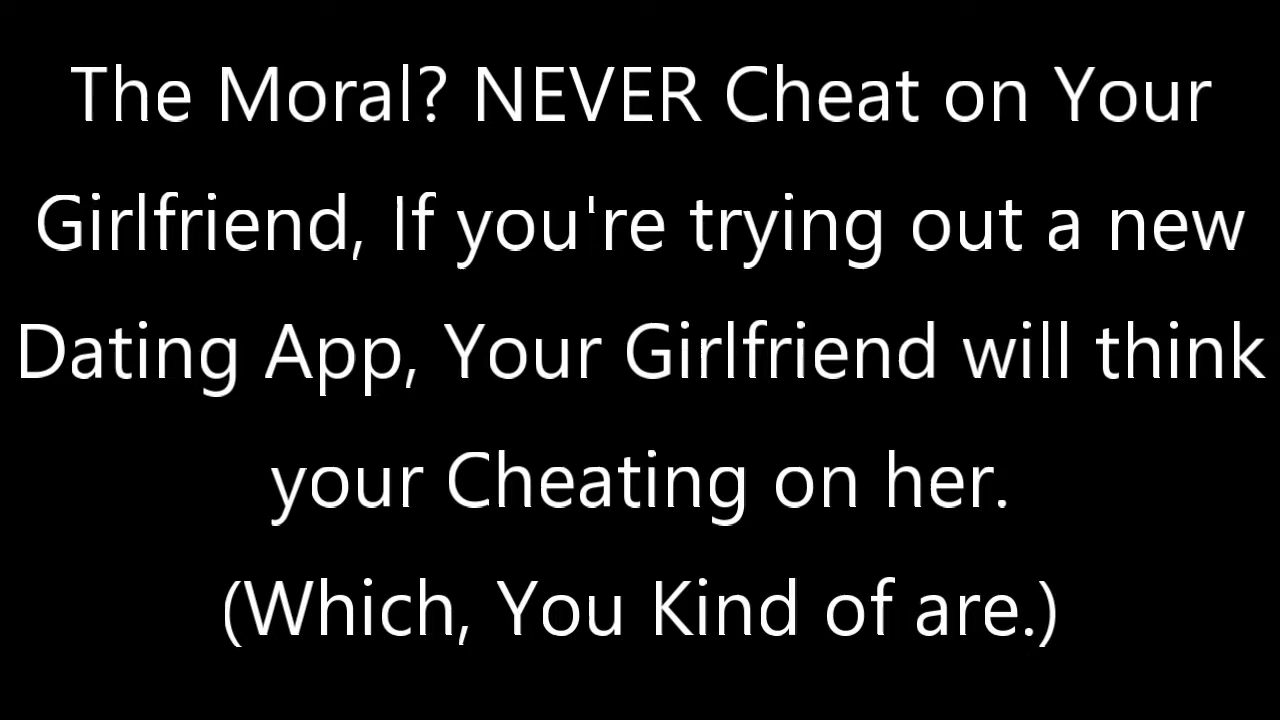 The Moral? NEVER Cheat on Your
Girlfriend, If you're trying out a new
Dating App, Your Girlfriend will think
your Cheating on her.
(Which, You Kind of are.)